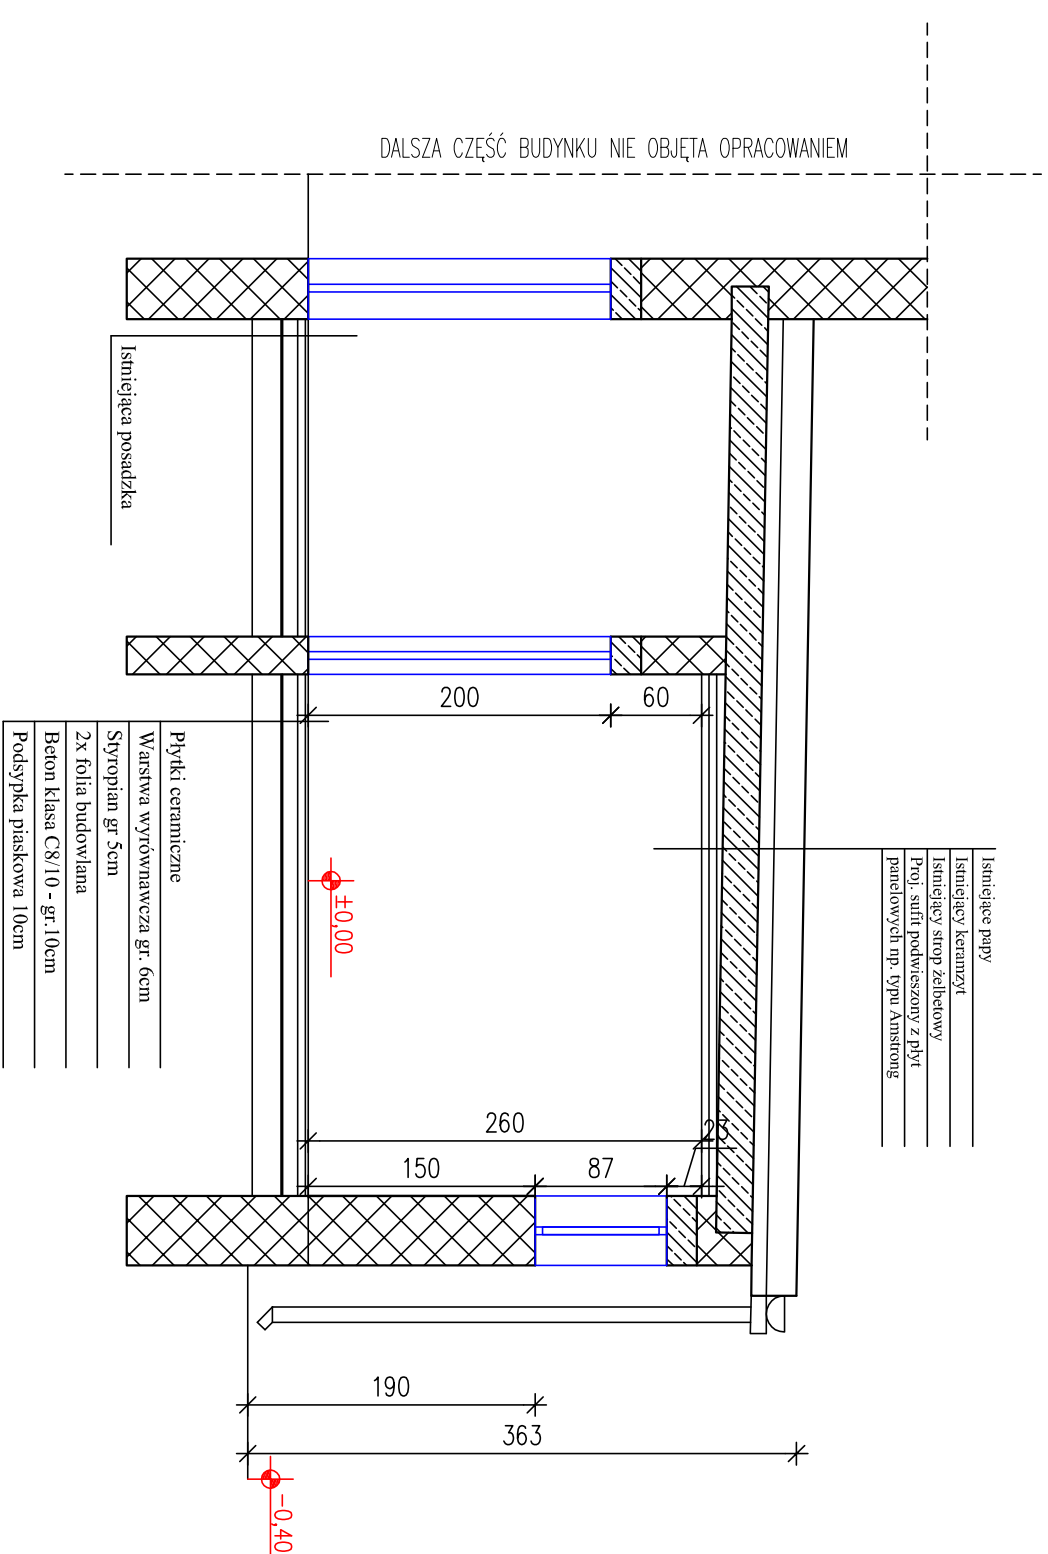 DALSZA CZĘŚĆ BUDYNKU NIE OBJĘTA OPRACOWANIEM
Istniejące papy
Istniejący keramzyt
Istniejący strop żelbetowy
Proj. sufit podwieszony z płyt
panelowych np. typu Amstrong
Istniejąca posadzka
200
60
±0,00
260
23
150
87
Płytki ceramiczne
Warstwa wyrównawcza gr. 6cm
Styropian gr 5cm
2x folia budowlana
Beton klasa C8/10 - gr.10cm
Podsypka piaskowa 10cm
190
363
-0,40